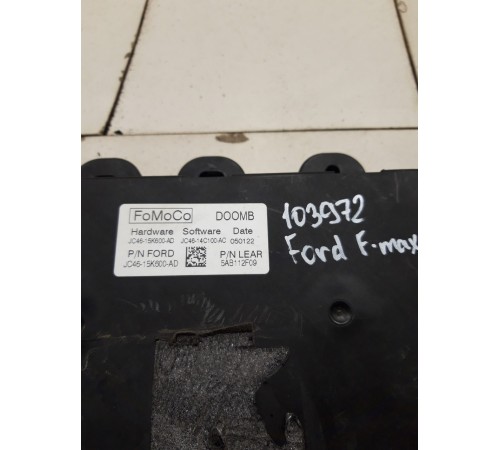 FoMoCo DOOMB
Hardware Software Date
JC46-15K600-AD JC46-14C100-AC 050122
P/N FORD P/N LEAR
JC46-15K600-AD 5AB112F09
103972
Ford F-max